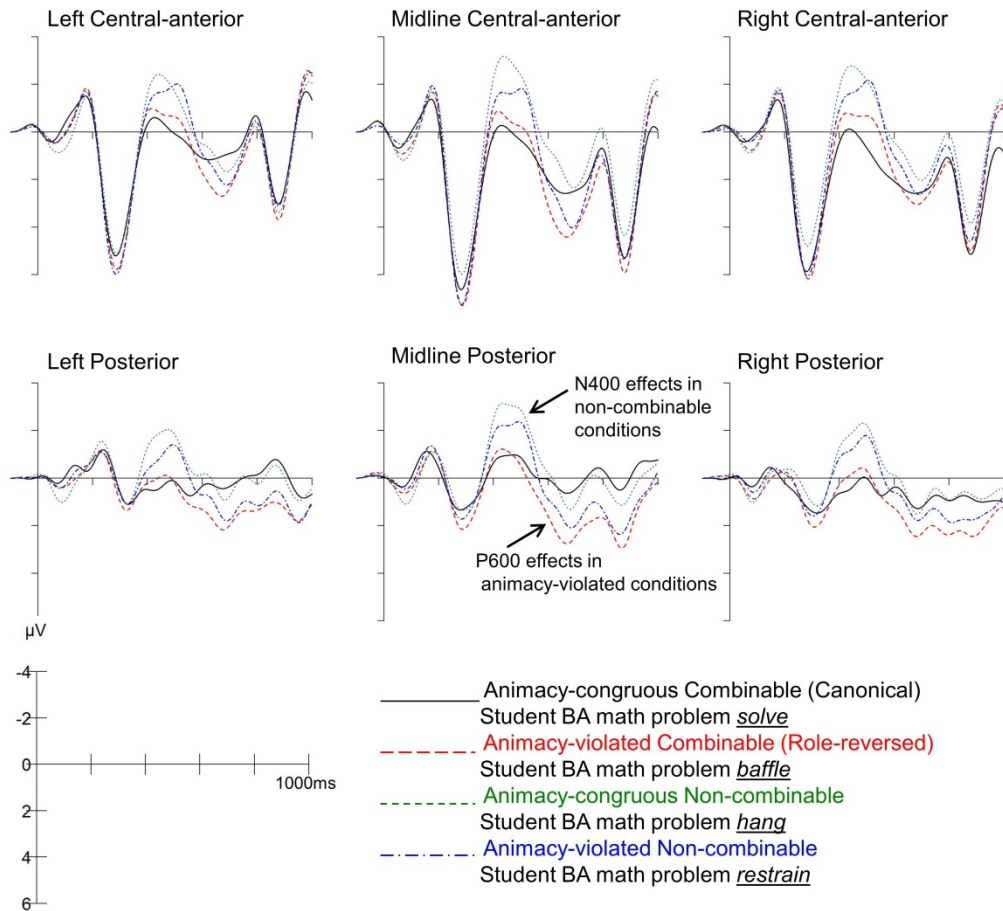 Left Central-anterior
Midline Central-anterior
Right Central-anterior
Left Posterior
Midline Posterior
Right Posterior
N400 effects in
non-combinable
conditions
P600 effects in
animacy-violated conditions
µV
-4
-2
0
2
4
6
1000ms
Animacy-congruous Combinable (Canonical)
Student BA math problem solve
Animacy-violated Combinable (Role-reversed)
Student BA math problem baffle
Animacy-congruous Non-combinable
Student BA math problem hang
Animacy-violated Non-combinable
Student BA math problem restrain